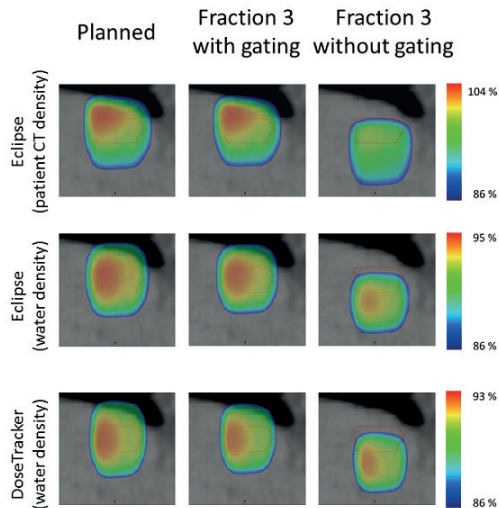 Planned
Fraction 3
with gating
Fraction 3
without gating
Eclipse
(patient CT density)
104 %
86 %
Eclipse
(water density)
95 %
86 %
DoseTracker
(water density)
93 %
86 %